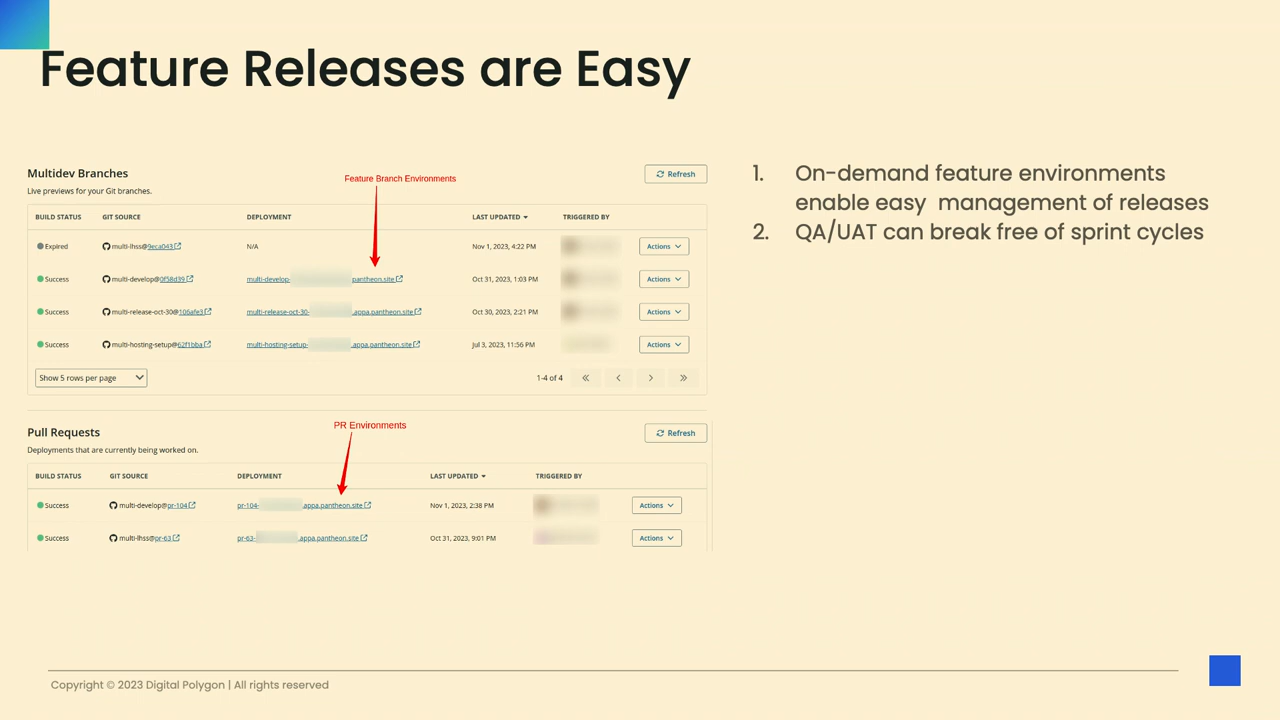 Feature Releases are Easy
Multidev Branches
Live previews for your Git branches.
Feature Branch Environments
Refresh
BUILD STATUS GIT SOURCE DEPLOYMENT LAST UPDATED TRIGGERED BY
Expired multi-lhss@9eca043 N/A Nov 1, 2023, 4:22 PM Actions
Success multi-develop@0f58d39 multi-develop- pantheon.site Oct 31, 2023, 1:03 PM Actions
Success multi-release-oct-30@106afe3 multi-release-oct-30- .appa.pantheon.site Oct 30, 2023, 2:21 PM Actions
Success multi-hosting-setup@62f1bba multi-hosting-setup- .appa.pantheon.site Jul 3, 2023, 11:56 PM Actions
Show 5 rows per page 1-4 of 4
Pull Requests
Deployments that are currently being worked on.
PR Environments
Refresh
BUILD STATUS GIT SOURCE DEPLOYMENT LAST UPDATED TRIGGERED BY
Success multi-develop@pr-104 pr-104- .appa.pantheon.site Nov 1, 2023, 2:38 PM Actions
Success multi-lhss@pr-63 pr-63- .appa.pantheon.site Oct 31, 2023, 9:01 PM Actions
1. On-demand feature environments
enable easy management of releases
2. QA/UAT can break free of sprint cycles
Copyright © 2023 Digital Polygon | All rights reserved